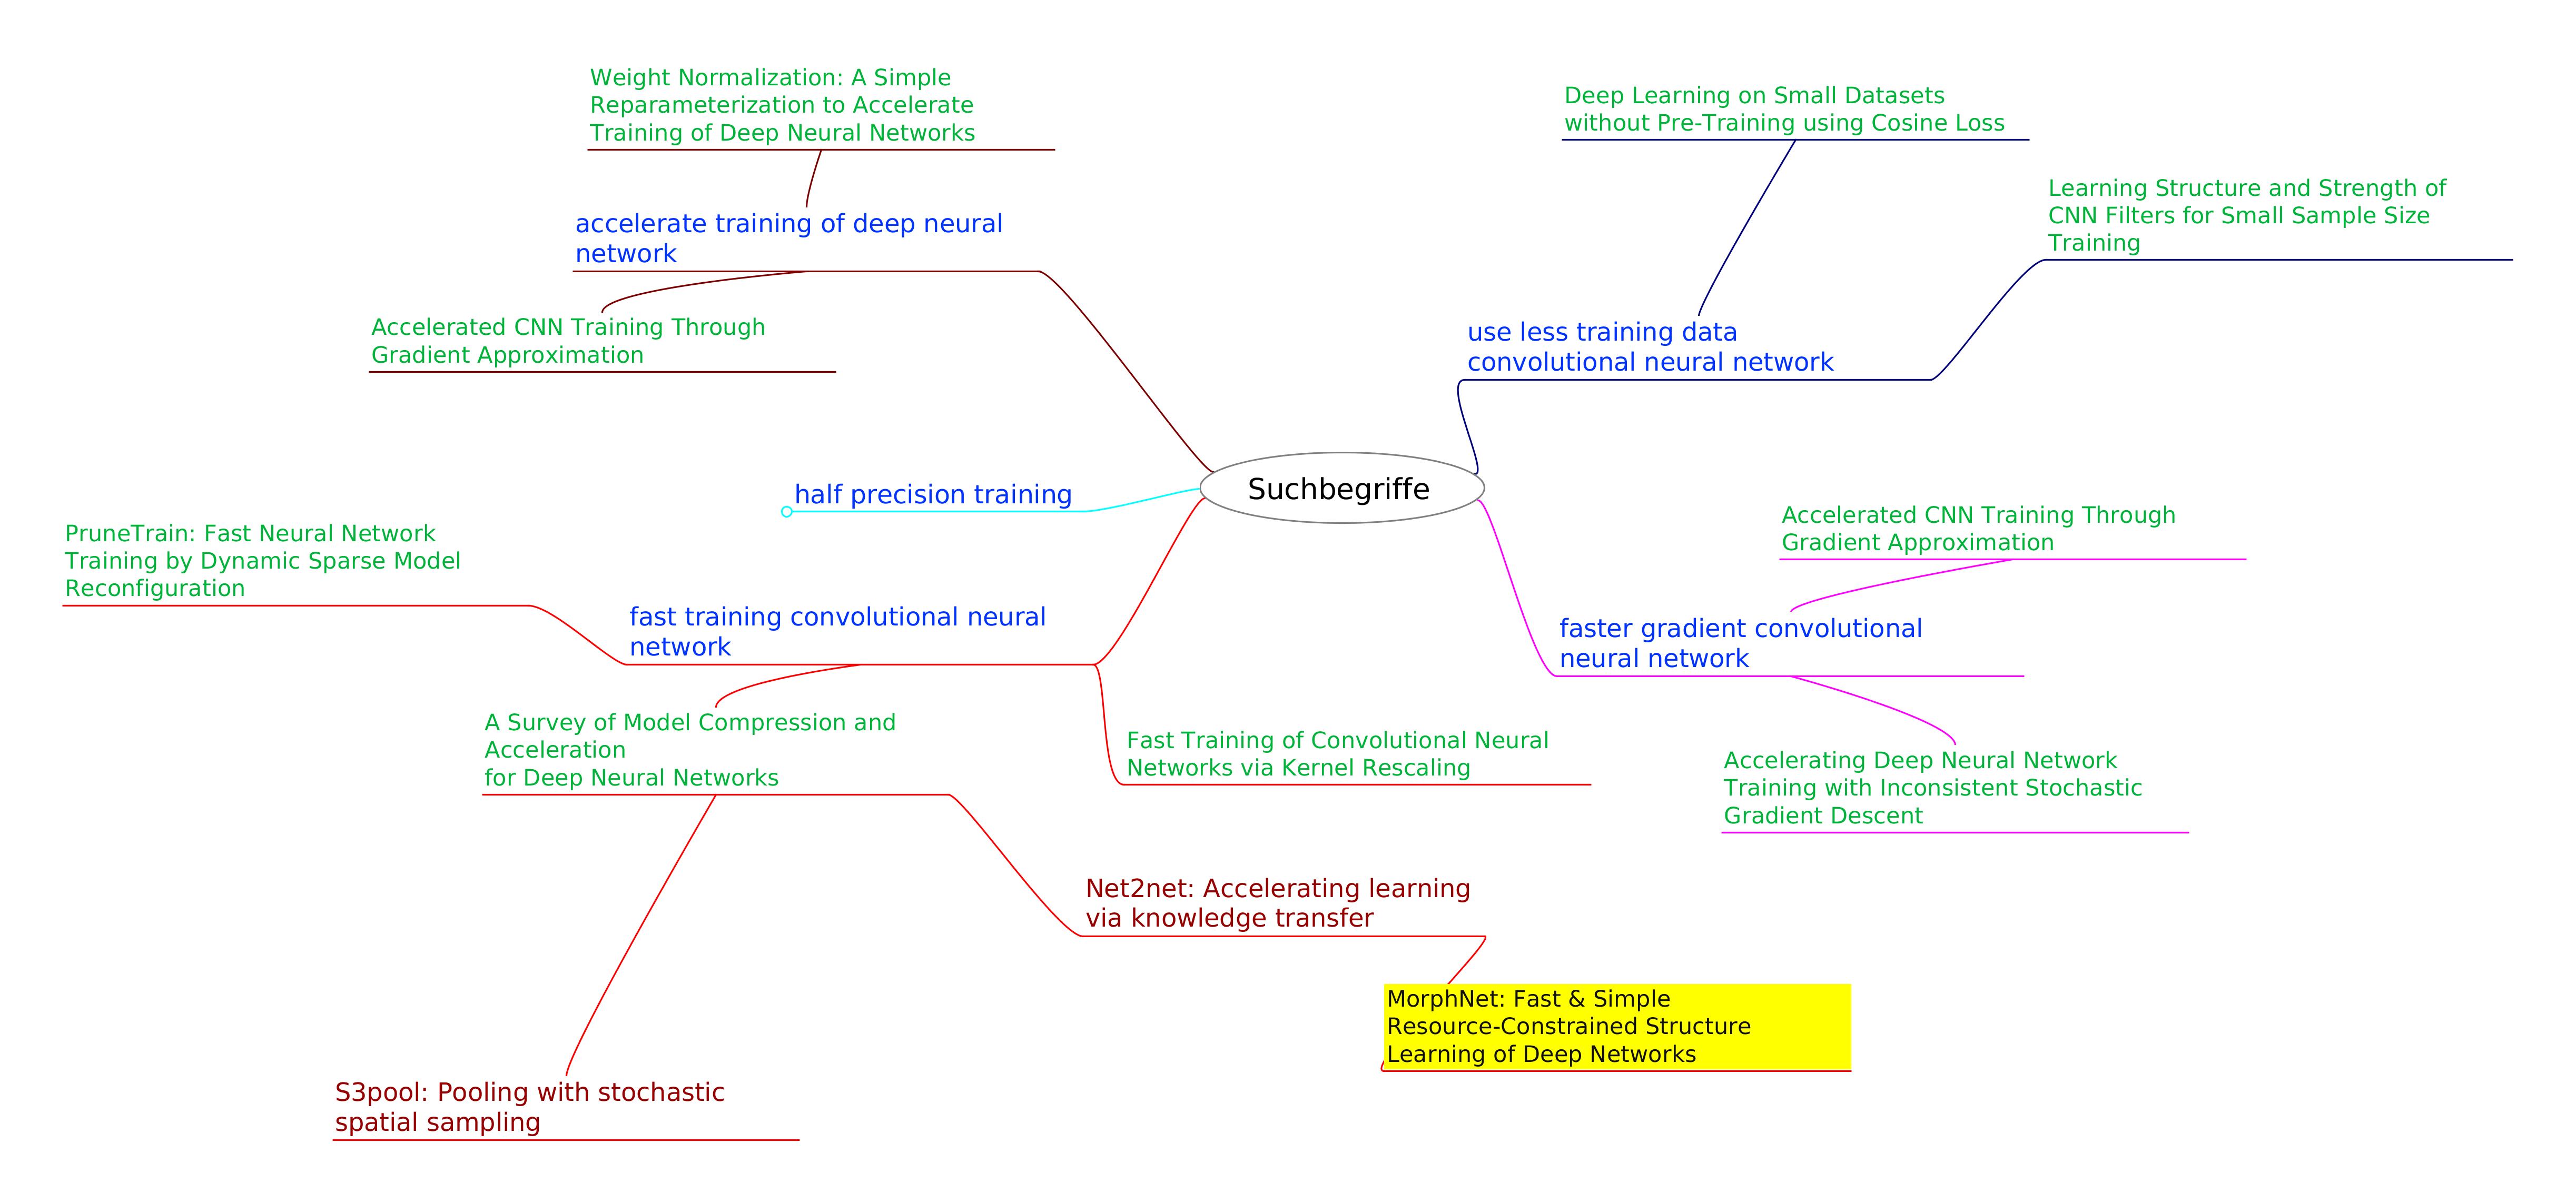 Weight Normalization: A Simple
Reparameterization to Accelerate
Training of Deep Neural Networks
accelerate training of deep neural
network
Accelerated CNN Training Through
Gradient Approximation
Deep Learning on Small Datasets
without Pre-Training using Cosine Loss
Learning Structure and Strength of
CNN Filters for Small Sample Size
Training
use less training data
convolutional neural network
Suchbegriffe
half precision training
PruneTrain: Fast Neural Network
Training by Dynamic Sparse Model
Reconfiguration
fast training convolutional neural
network
A Survey of Model Compression and
Acceleration
for Deep Neural Networks
Fast Training of Convolutional Neural
Networks via Kernel Rescaling
Accelerated CNN Training Through
Gradient Approximation
faster gradient convolutional
neural network
Accelerating Deep Neural Network
Training with Inconsistent Stochastic
Gradient Descent
Net2net: Accelerating learning
via knowledge transfer
MorphNet: Fast & Simple
Resource-Constrained Structure
Learning of Deep Networks
S3pool: Pooling with stochastic
spatial sampling